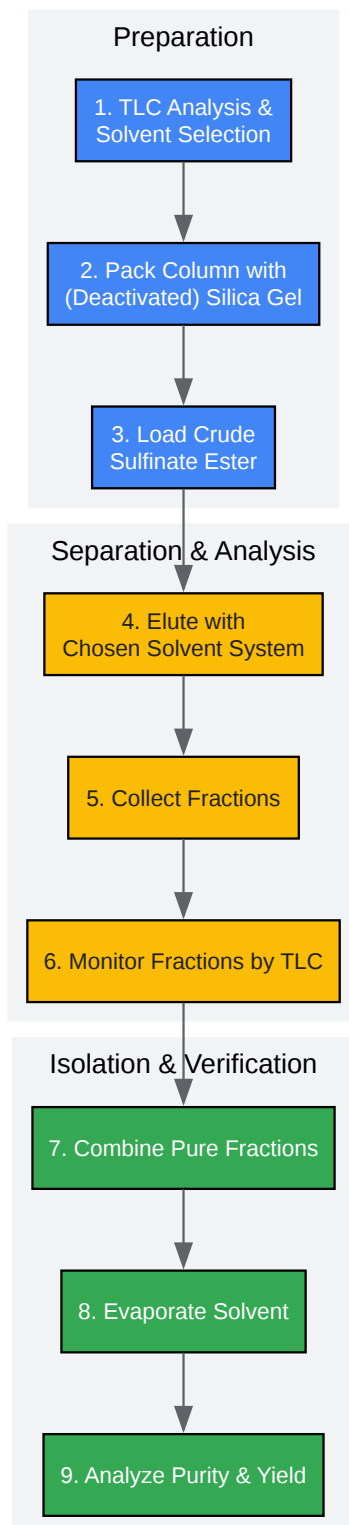 Preparation
1. TLC Analysis &
Solvent Selection
2. Pack Column with
(Deactivated) Silica Gel
3. Load Crude
Sulfinate Ester
Separation & Analysis
4. Elute with
Chosen Solvent System
5. Collect Fractions
6. Monitor Fractions by TLC
Isolation & Verification
7. Combine Pure Fractions
8. Evaporate Solvent
9. Analyze Purity & Yield